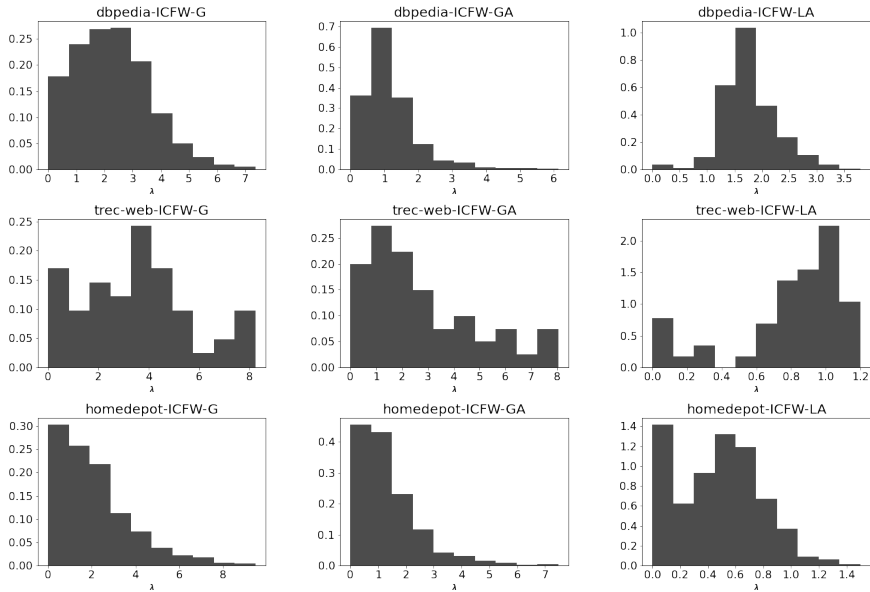 dbpedia-ICFW-G
0.25
0.20
0.15
0.10
0.05
0.00
0 1 2 3 4 5 6 7
λ
dbpedia-ICFW-GA
0.7
0.6
0.5
0.4
0.3
0.2
0.1
0.0
0 1 2 3 4 5 6
λ
dbpedia-ICFW-LA
1.0
0.8
0.6
0.4
0.2
0.0
0.0 0.5 1.0 1.5 2.0 2.5 3.0 3.5
λ
trec-web-ICFW-G
0.25
0.20
0.15
0.10
0.05
0.00
0 2 4 6 8
λ
trec-web-ICFW-GA
0.25
0.20
0.15
0.10
0.05
0.00
0 1 2 3 4 5 6 7 8
λ
trec-web-ICFW-LA
2.0
1.5
1.0
0.5
0.0
0.0 0.2 0.4 0.6 0.8 1.0 1.2
λ
homedepot-ICFW-G
0.30
0.25
0.20
0.15
0.10
0.05
0.00
0 2 4 6 8
λ
homedepot-ICFW-GA
0.4
0.3
0.2
0.1
0.0
0 1 2 3 4 5 6 7
λ
homedepot-ICFW-LA
1.4
1.2
1.0
0.8
0.6
0.4
0.2
0.0
0.0 0.2 0.4 0.6 0.8 1.0 1.2 1.4
λ